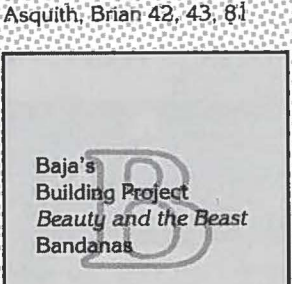 Asquith, Brian 42, 43, 81
B
Baja's
Building Project
Beauty and the Beast
Bandanas